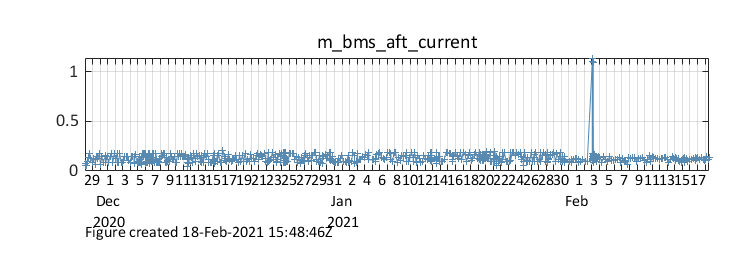 m_bms_aft_current
1
0.5
0
29 1 3 5 7 9 11 13 15 17 19 21 23 25 27 29 31 2 4 6 8 10 12 14 16 18 20 22 24 26 28 30 1 3 5 7 9 11 13 15 17
Dec Jan Feb
2020 2021
Figure created 18-Feb-2021 15:48:46Z